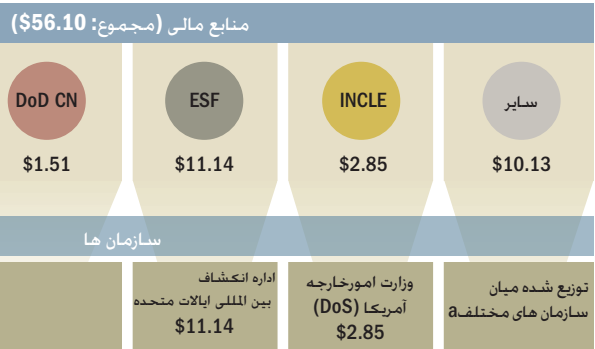 منابع مالی (مجموع: $56.10)
سایر
INCLE
ESF
DoD CN
$10.13
$2.85
$11.14
$1.51
سازمان ها
توزیع شده میان
سازمان های مختلفa
وزارت امورخارجه
آمریکا (DoS)
$2.85
اداره انکشاف
بین المللی ایالات متحده
$11.14